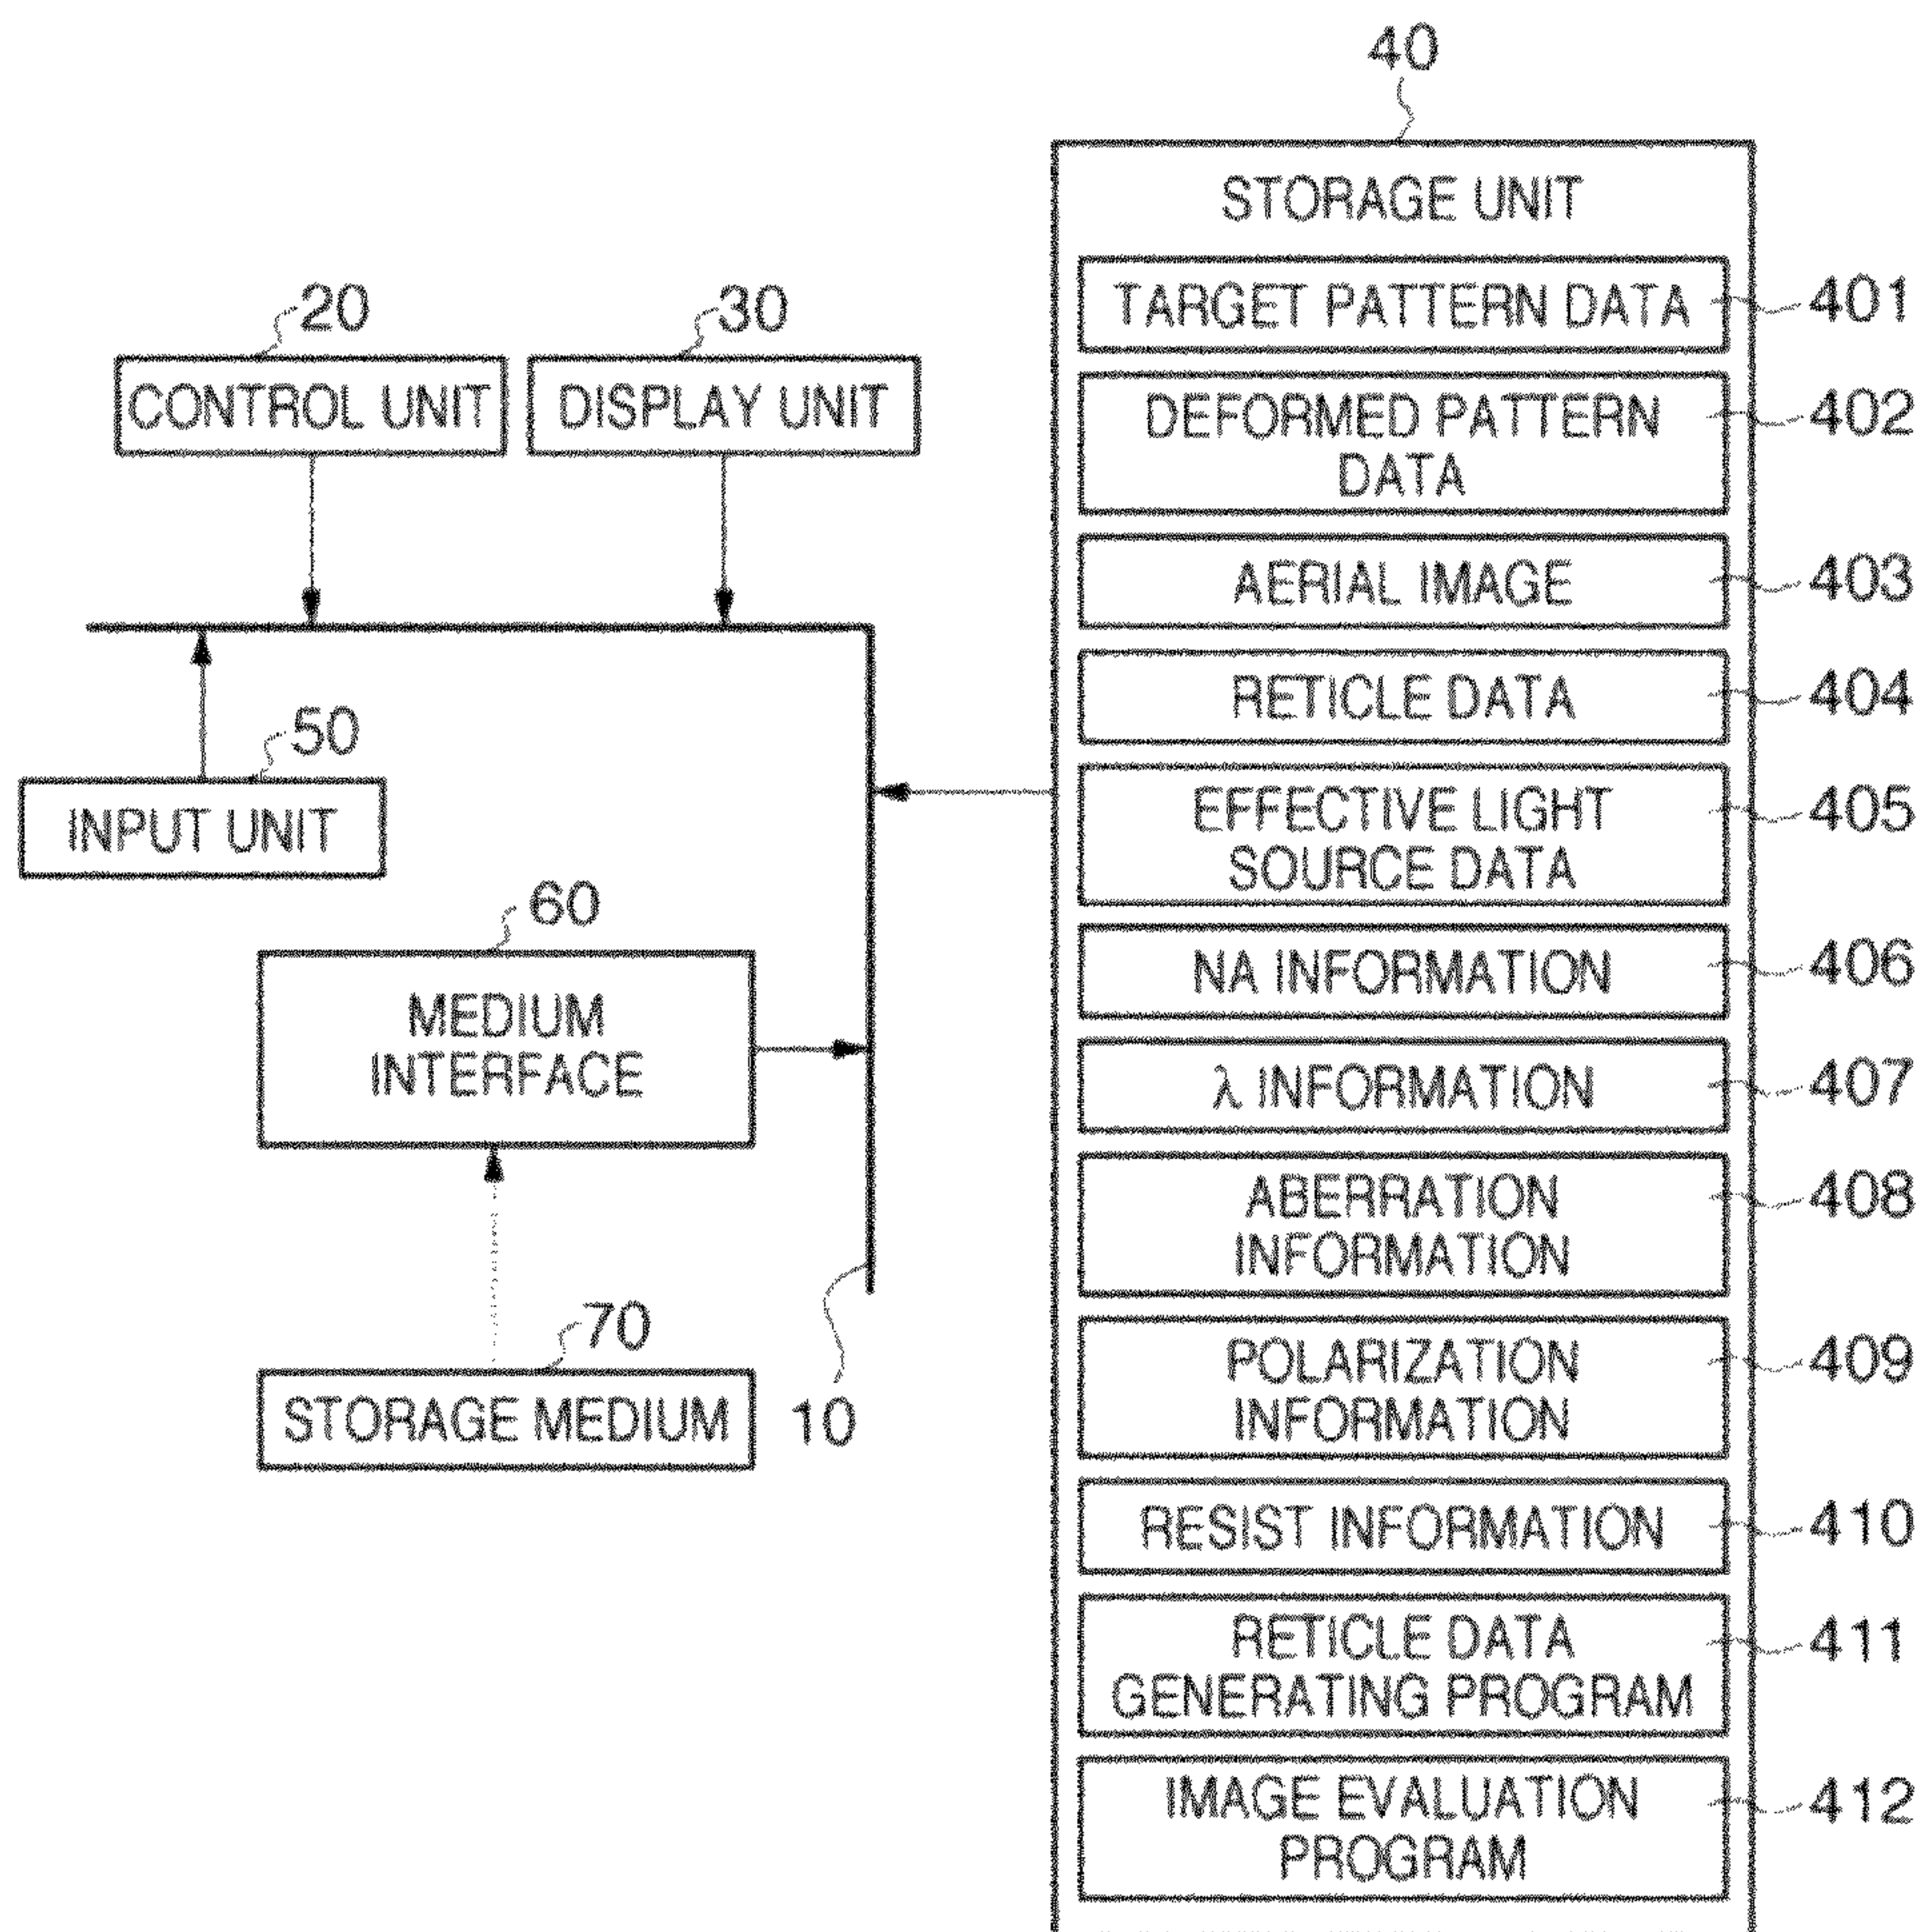 40
STORAGE UNIT
TARGET PATTERN DATA
401
DEFORMED PATTERN
DATA
402
AERIAL IMAGE
403
RETICLE DATA
404
EFFECTIVE LIGHT
SOURCE DATA
405
NA INFORMATION
406
λ INFORMATION
407
ABERRATION
INFORMATION
408
POLARIZATION
INFORMATION
409
RESIST INFORMATION
410
RETICLE DATA
GENERATING PROGRAM
411
IMAGE EVALUATION
PROGRAM
412
20
CONTROL UNIT
30
DISPLAY UNIT
50
INPUT UNIT
60
MEDIUM
INTERFACE
70
STORAGE MEDIUM
10